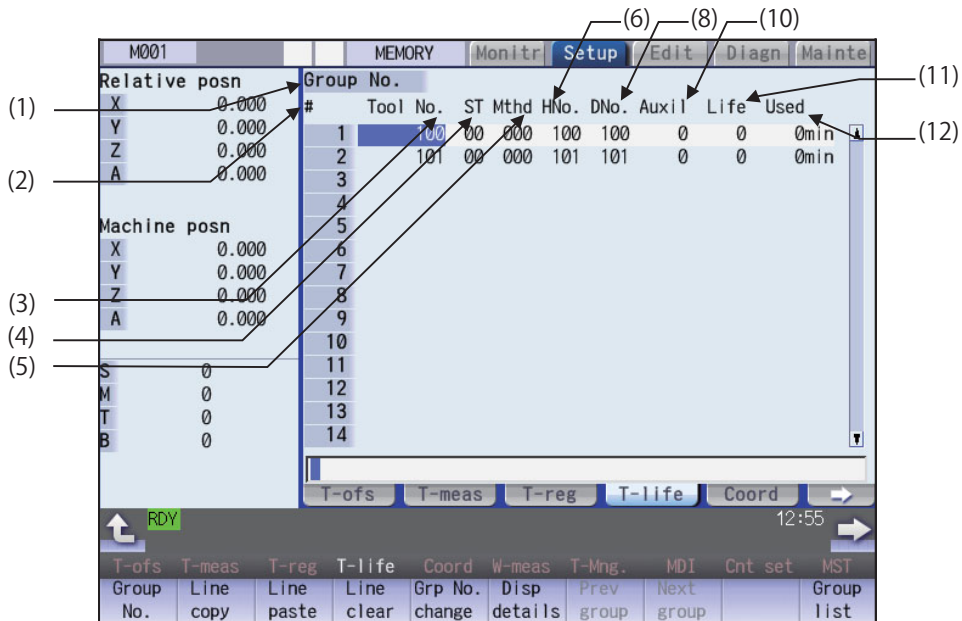 (6) (8) (10)
M001 MEMORY Monitr Setup Edit Diagn Mainte
Relative posn Group No. (11)
(1) X 0.000 # Tool No. ST Mthd HNo. DNo. Auxil Life Used
Y 0.000 1 100 00 000 100 100 0 0 0min (12)
Z 0.000 2 101 00 000 101 101 0 0 0min
(2) A 0.000 3
4
Machine posn 5
X 0.000 6
Y 0.000 7
(3) Z 0.000 8
A 0.000 9
(4) 10
(5) S 0 11
M 0 12
T 0 13
B 0 14
T-ofs T-meas T-reg T-life Coord
RDY 12:55
T-ofs T-meas T-reg T-life Coord W-meas T-Mng. MDI Cnt set MST
Group Line Line Line Grp No. Disp Prev Next Group
No. copy paste clear change details group group list